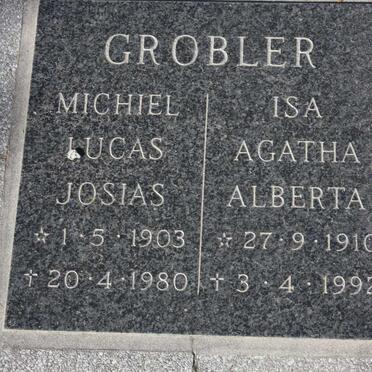 GROBLER
MICHIEL
LUCAS
JOSIAS
☆ 1·5·1903
† 20·4·1980
ISA
AGATHA
ALBERTA
☆ 27·9·1910
† 3·4·1992